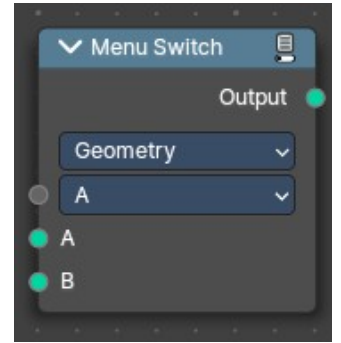 Menu Switch
Output
Geometry
A
A
B